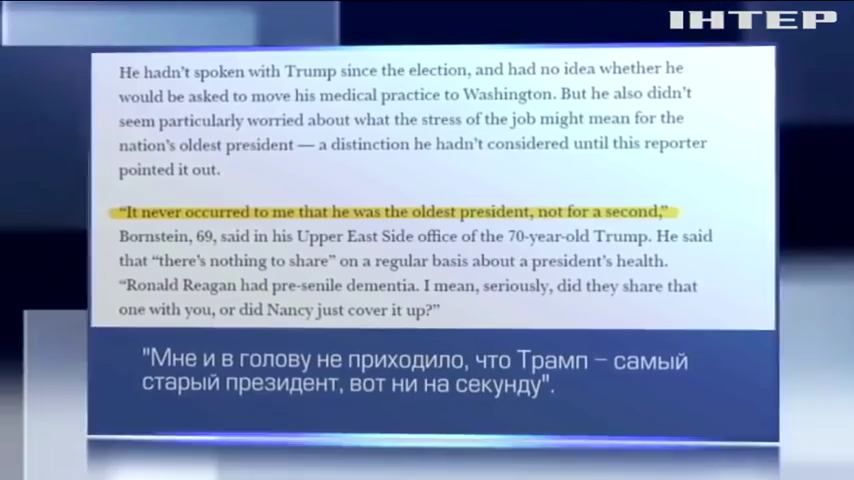 ІНТЕР
He hadn't spoken with Trump since the election, and had no idea whether he
would be asked to move his medical practice to Washington. But he also didn't
seem particularly worried about what the stress of the job might mean for the
nation's oldest president — a distinction he hadn't considered until this reporter
pointed it out.
“It never occurred to me that he was the oldest president, not for a second,”
Bornstein, 69, said in his Upper East Side office of the 70-year-old Trump. He said
that “there's nothing to share” on a regular basis about a president's health.
“Ronald Reagan had pre-senile dementia. I mean, seriously, did they share that
one with you, or did Nancy just cover it up?”
"Мне и в голову не приходило, что Трамп – самый
старый президент, вот ни на секунду".